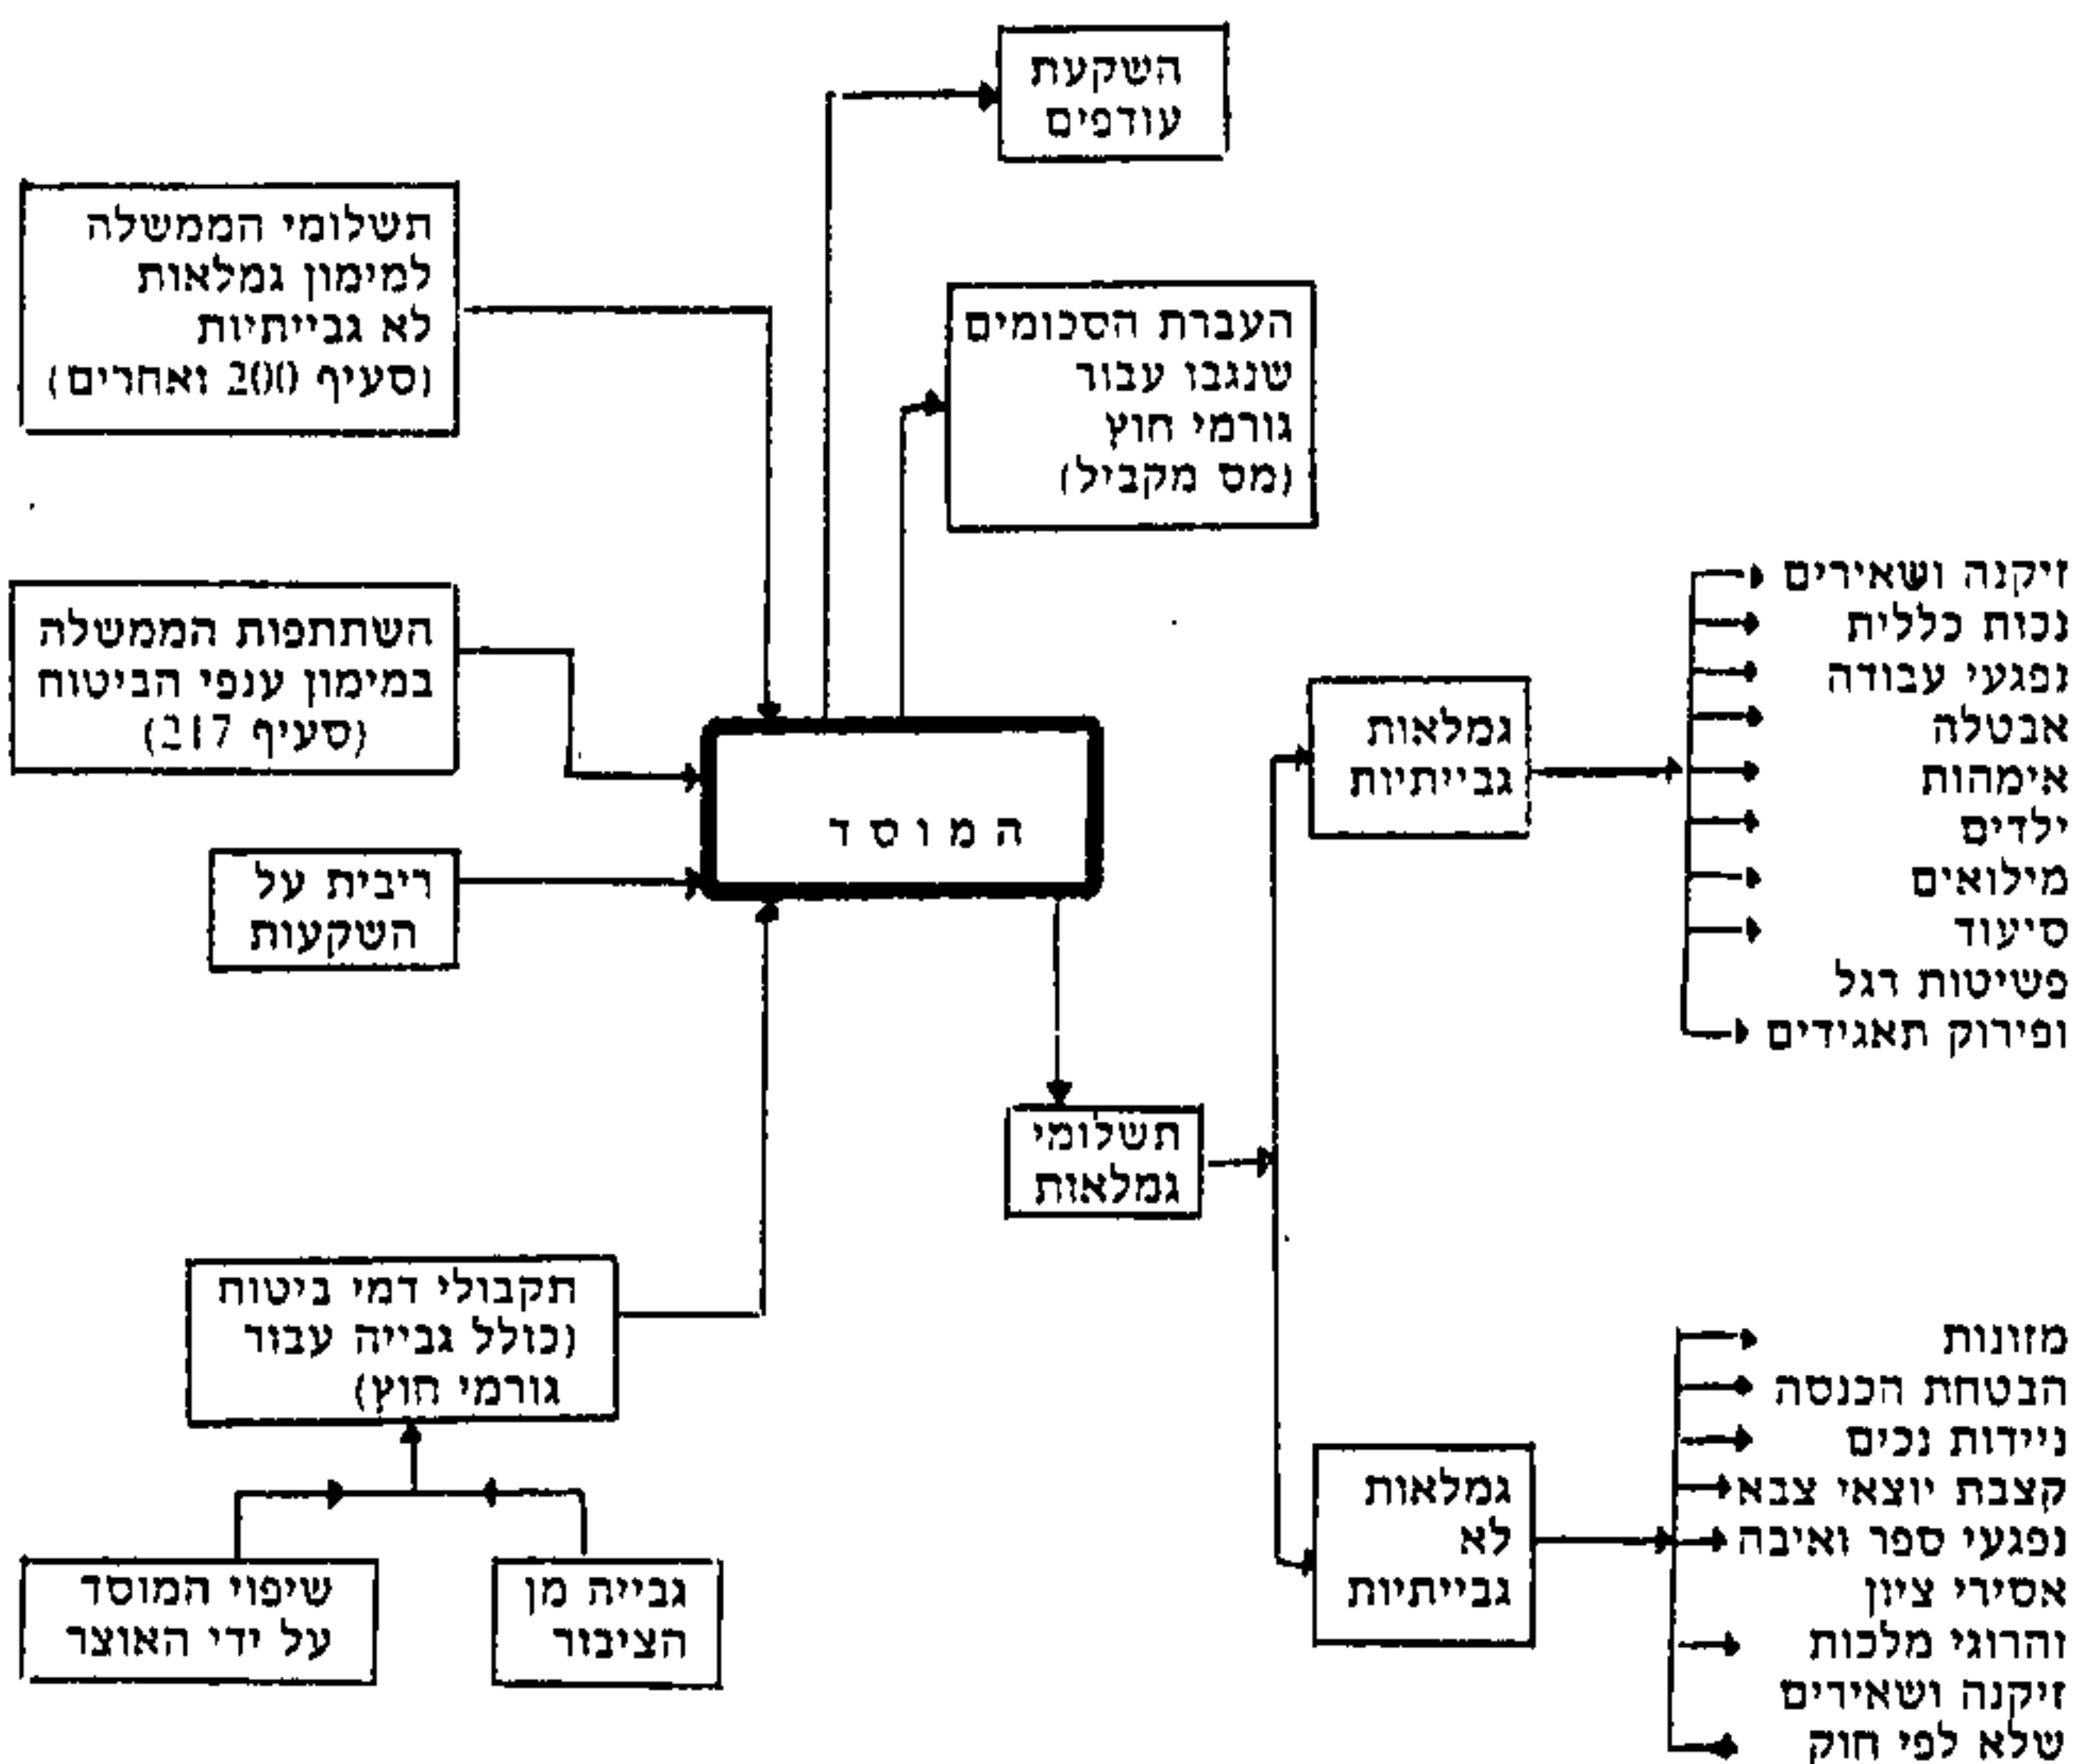 השקעת
עודפים
תשלומי הממשלה
למימון גמלאות
לא גבייתיות
(סעיף 200 ואחרים)
העברת הסכומים
שנגבו עבור
גורמי חוץ
(מס מקביל)
השתתפות הממשלה
במימון ענפי הביטוח
(סעיף 217)
ריבית על
השקעות
המוסד
גמלאות
גבייתיות
זיקנה ושאירים
נכות כללית
נפגעי עבודה
אבטלה
אימהות
ילדים
מילואים
סיעוד
פשיטות רגל
ופירוק תאגידים
תשלומי
גמלאות
תקבולי דמי ביטוח
(כולל גבייה עבור
גורמי חוץ)
גבייה מן
הציבור
שיפוי המוסד
על ידי האוצר
גמלאות
לא
גבייתיות
מזונות
הבטחת הכנסה
ניידות נכים
קצבת יוצאי צבא
נפגעי ספר ואיבה
אסירי ציון
והרוגי מלכות
זיקנה ושאירים
שלא לפי חוק